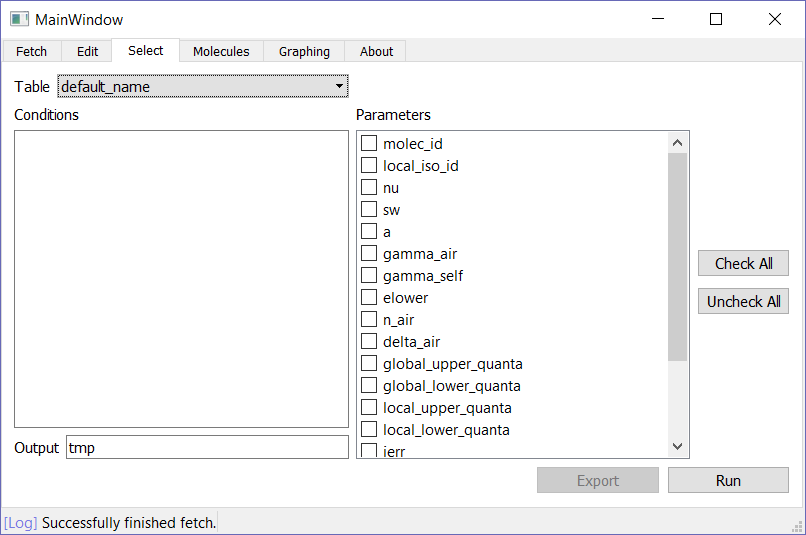 MainWindow
Fetch Edit Select Molecules Graphing About
Table default_name
Conditions Parameters
molec_id
local_iso_id
nu
sw
a
gamma_air
gamma_self
elower
n_air
delta_air
global_upper_quanta
global_lower_quanta
local_upper_quanta
local_lower_quanta
ierr
Check All
Uncheck All
Output tmp
Export Run
[Log] Successfully finished fetch.